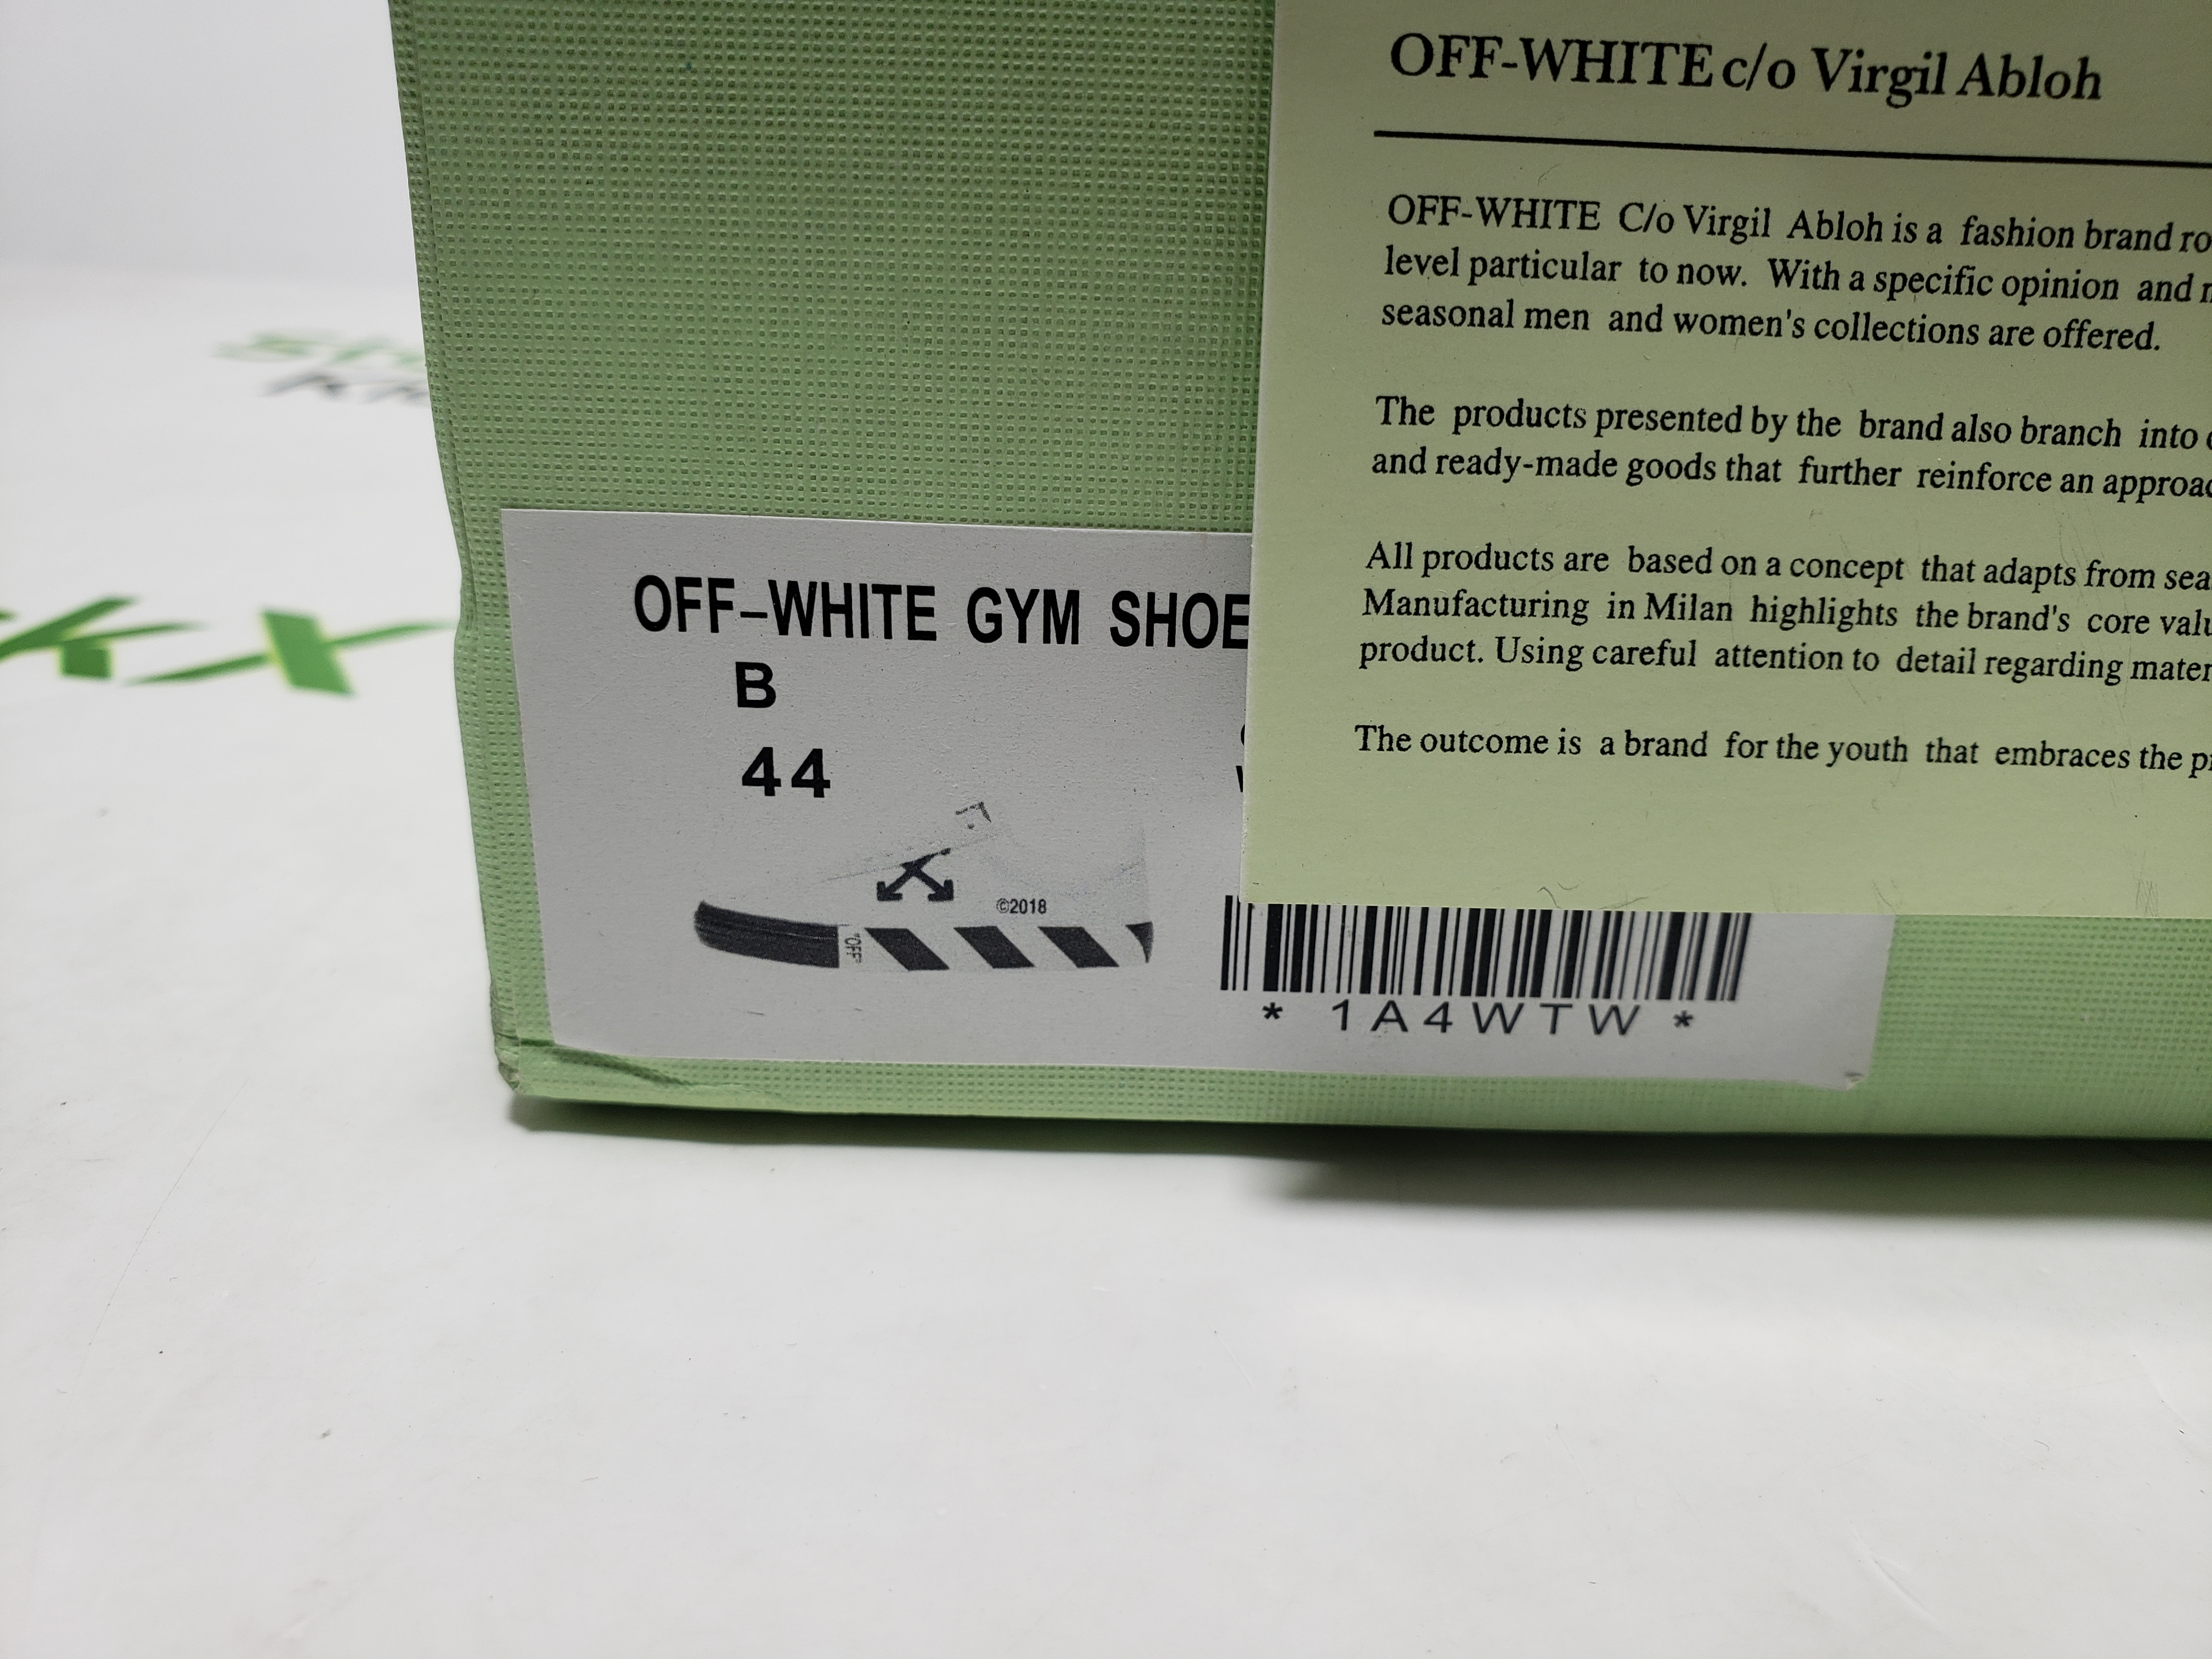 OFF-WHITE c/o Virgil Abloh
OFF-WHITE C/o Virgil Abloh is a fashion brand
level particular to now. With a specific opinion and
seasonal men and women's collections are offered.
The products presented by the brand also branch into
and ready-made goods that further reinforce an
All products are based on a concept that adapts from
Manufacturing in Milan highlights the brand's core
product. Using careful attention to detail regarding
The outcome is a brand for the youth that embraces the
OFF-WHITE GYM SHOE
B
44
©2018
"OFF"
* 1A4WTW *